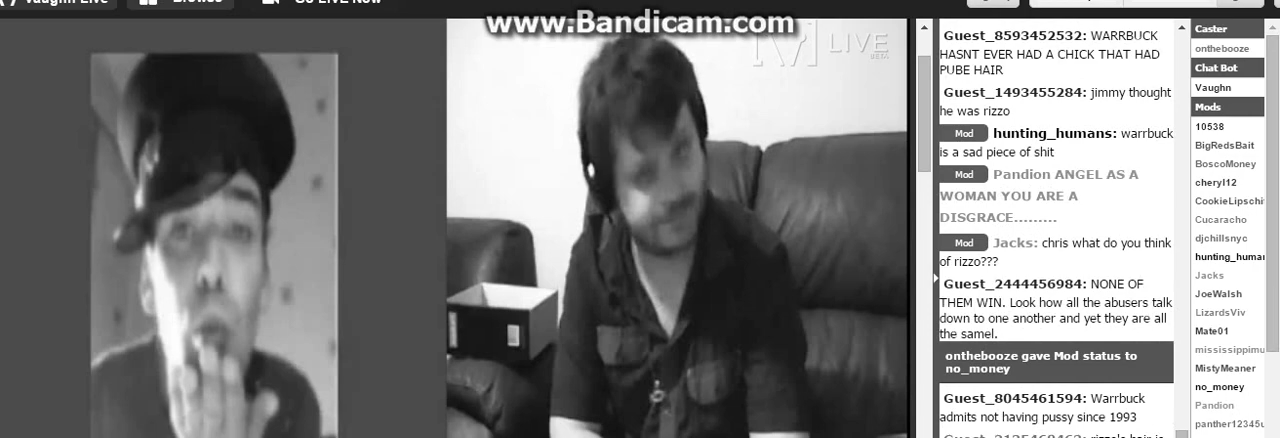 Vaughn Live
Browse
Go LIVE Now
www.Bandicam.com
LIVE
BETA
Guest_8593452532: WARRBUCK
HASNT EVER HAD A CHICK THAT HAD
PUBE HAIR
Guest_1493455284: jimmy thought
he was rizzo
Mod hunting_humans: warrbuck
is a sad piece of shit
Mod Pandion ANGEL AS A
WOMAN YOU ARE A
DISGRACE.........
Mod Jacks: chris what do you think
of rizzo???
Guest_2444456984: NONE OF
THEM WIN. Look how all the abusers talk
down to one another and yet they are all
the samel.
onthebooze gave Mod status to
no_money
Guest_8045461594: Warrbuck
admits not having pussy since 1993
Caster
onthebooze
Chat Bot
Vaughn
Mods
10538
BigRedsBait
BoscoMoney
cheryl12
CookieLipschi
Cucaracho
djchillsnyc
hunting_huma
Jacks
JoeWalsh
LizardsViv
Mate01
mississippimu
MistyMeaner
no_money
Pandion
panther12345